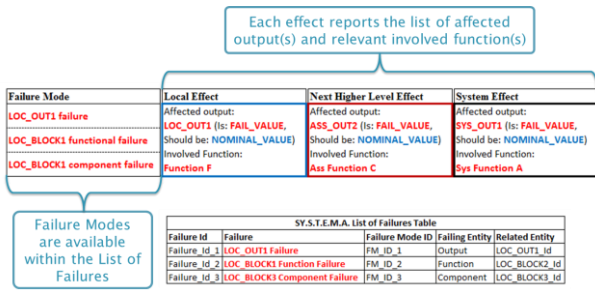 Each effect reports the list of affected
output(s) and relevant involved function(s)
Failure Mode Local Effect Next Higher Level Effect System Effect
LOC_OUT1 failure
LOC_BLOCK1 functional failure
LOC_BLOCK1 component failure
Affected output:
LOC_OUT1 (Is: FAIL_VALUE,
Should be: NOMINAL_VALUE)
Involved Function:
Function F
Affected output:
ASS_OUT2 (Is: FAIL_VALUE,
Should be: NOMINAL_VALUE)
Involved Function:
Ass Function C
Affected output:
SYS_OUT1 (Is: FAIL_VALUE,
Should be: NOMINAL_VALUE)
Involved Function:
Sys Function A
Failure Modes
are available
within the List of
Failures
SY.S.T.E.M.A. List of Failures Table
Failure Id Failure Failure Mode ID Failing Entity Related Entity
Failure_Id_1 LOC_OUT1 Failure FM_ID_1 Output LOC_OUT1_Id
Failure_Id_2 LOC_BLOCK1 Function Failure FM_ID_2 Function LOC_BLOCK2_Id
Failure_Id_3 LOC_BLOCK3 Component Failure FM_ID_3 Component LOC_BLOCK3_Id